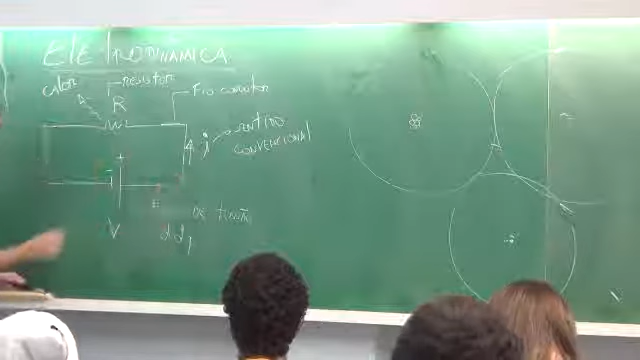 ELETRODINÂMICA
calor
resistor
Fio condutor
R
i
sentido
CONVENCIONAL
+
V
ddp